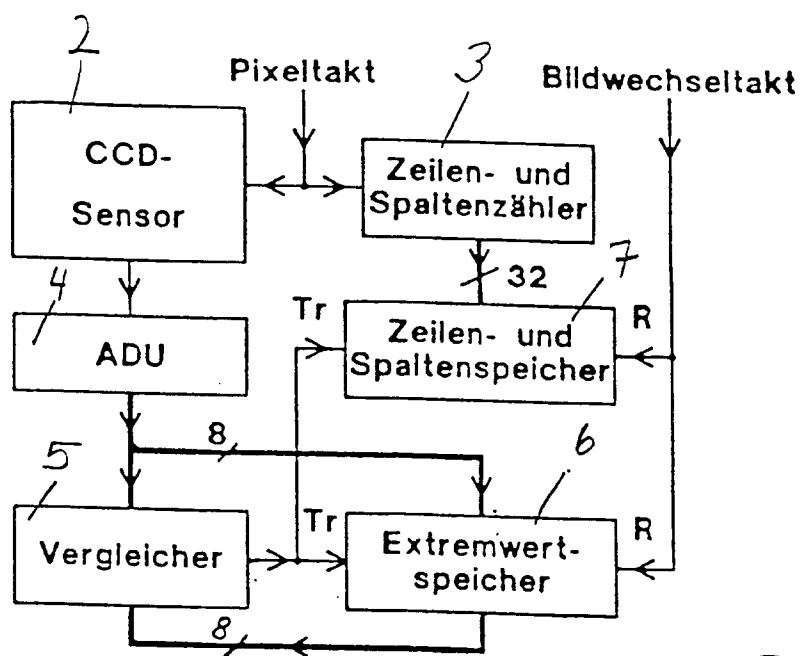 2
Pixeltakt
3
Bildwechseltakt
CCD-
Sensor
Zeilen- und
Spaltenzähler
4
32
7
ADU
Tr
Zeilen- und
Spaltenspeicher
R
8
5
6
Vergleicher
Tr
Extremwert-
speicher
R
8